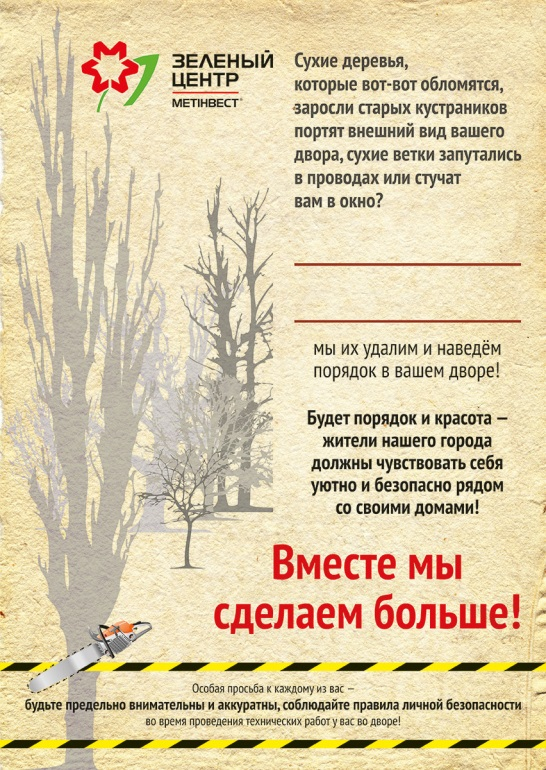 ЗЕЛЕНЫЙ
ЦЕНТР
МЕТІНВЕСТ®
Сухие деревья,
которые вот-вот обломятся,
заросли старых кустраников
портят внешний вид вашего
двора, сухие ветки запутались
в проводах или стучат
вам в окно?
мы их удалим и наведём
порядок в вашем дворе!
Будет порядок и красота —
жители нашего города
должны чувствовать себя
уютно и безопасно рядом
со своими домами!
Вместе мы
сделаем больше!
Особая просьба к каждому из вас —
будьте предельно внимательны и аккуратны, соблюдайте правила личной безопасности
во время проведения технических работ у вас во дворе!